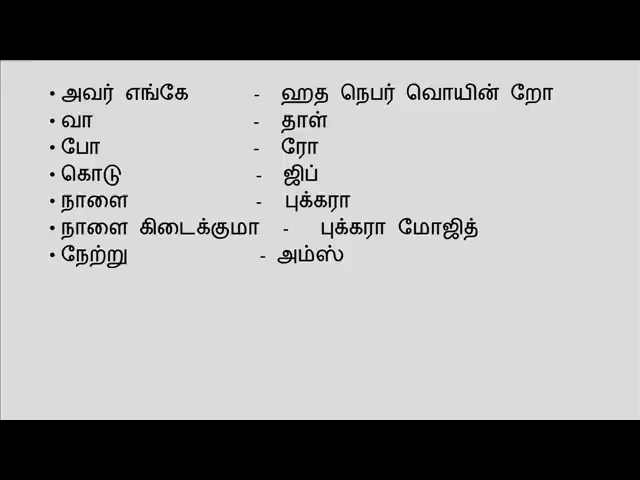 • அவர் எங்கே - ஹத நெபர் வொயின் றோ
• வா - தாள்
• போ - ரோ
• கொடு - ஜிப்
• நாளை - புக்கரா
• நாளை கிடைக்குமா - புக்கரா மோஜித்
• நேற்று - அம்ஸ்